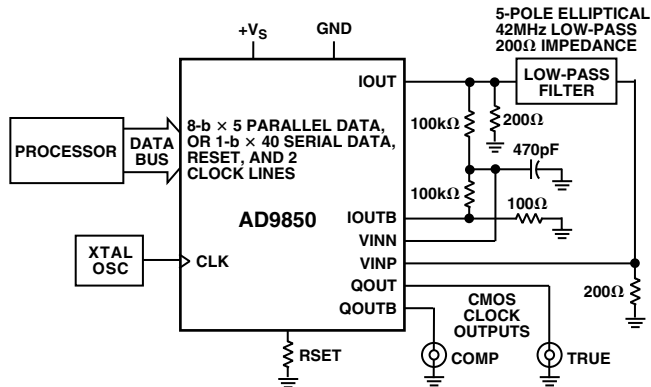 5-POLE ELLIPTICAL
42MHz LOW-PASS
200Ω IMPEDANCE
+VS
GND
IOUT
LOW-PASS
FILTER
100kΩ
200Ω
470pF
8-b × 5 PARALLEL DATA,
OR 1-b × 40 SERIAL DATA,
RESET, AND 2
CLOCK LINES
PROCESSOR
DATA
BUS
100kΩ
100Ω
AD9850
IOUTB
VINN
XTAL
OSC
CLK
VINP
QOUT
QOUTB
CMOS
CLOCK
OUTPUTS
200Ω
RSET
COMP
TRUE